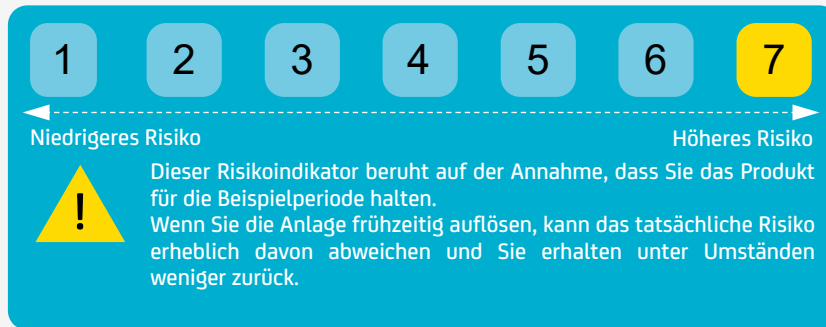 1 2 3 4 5 6 7
Niedrigeres Risiko Höheres Risiko
!
Dieser Risikoindikator beruht auf der Annahme, dass Sie das Produkt
für die Beispielperiode halten.
Wenn Sie die Anlage frühzeitig auflösen, kann das tatsächliche Risiko
erheblich davon abweichen und Sie erhalten unter Umständen
weniger zurück.